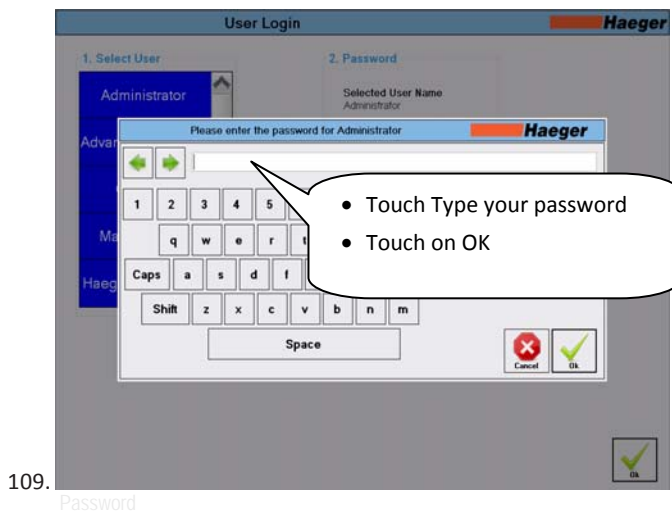 User Login
Haeger
1. Select User
2. Password
Administrator
Selected User Name
Administrator
Advan
Please enter the password for Administrator
Haeger
1 2 3 4 5
• Touch Type your password
Ma
q w e r t
• Touch on OK
Haeg
Caps a s d f
Shift z x c v b n m
Space
Cancel
Ok
Ok
109.
Password